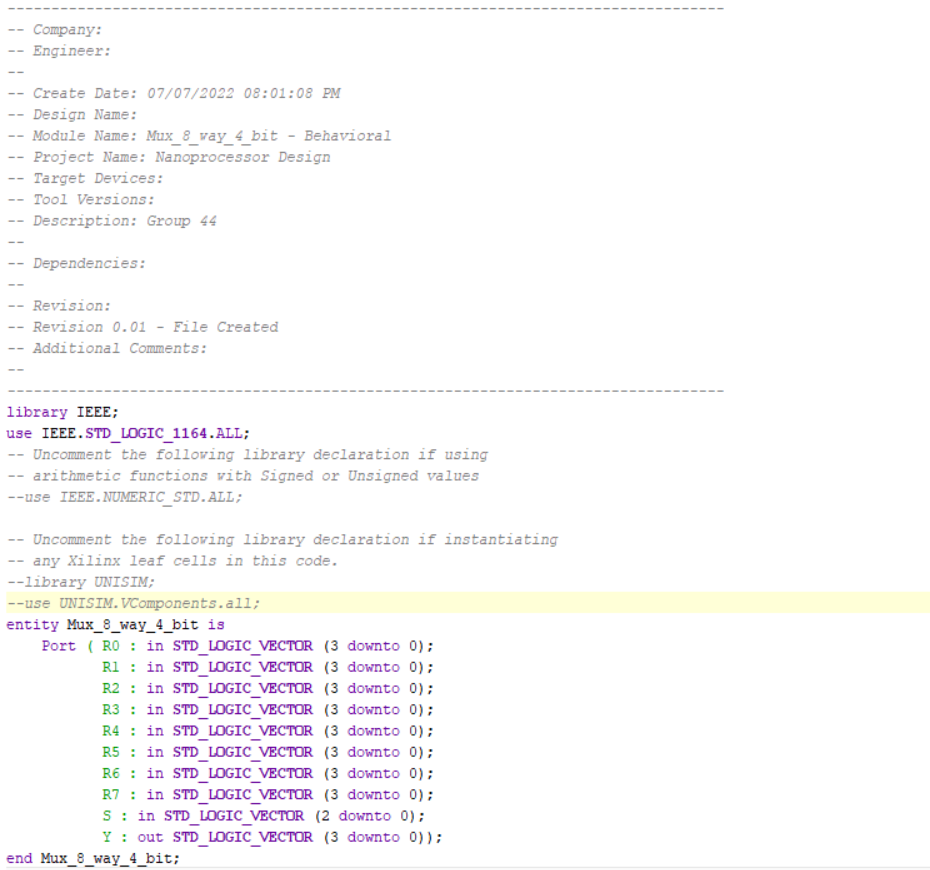 ----------------------------------------------------------------------------------
-- Company:
-- Engineer:
--
-- Create Date: 07/07/2022 08:01:08 PM
-- Design Name:
-- Module Name: Mux_8_way_4_bit - Behavioral
-- Project Name: Nanoprocessor Design
-- Target Devices:
-- Tool Versions:
-- Description: Group 44
--
-- Dependencies:
--
-- Revision:
-- Revision 0.01 - File Created
-- Additional Comments:
--
----------------------------------------------------------------------------------
library IEEE;
use IEEE.STD_LOGIC_1164.ALL;
-- Uncomment the following library declaration if using
-- arithmetic functions with Signed or Unsigned values
--use IEEE.NUMERIC_STD.ALL;

-- Uncomment the following library declaration if instantiating
-- any Xilinx leaf cells in this code.
--library UNISIM;
--use UNISIM.VComponents.all;
entity Mux_8_way_4_bit is
    Port ( R0 : in STD_LOGIC_VECTOR (3 downto 0);
           R1 : in STD_LOGIC_VECTOR (3 downto 0);
           R2 : in STD_LOGIC_VECTOR (3 downto 0);
           R3 : in STD_LOGIC_VECTOR (3 downto 0);
           R4 : in STD_LOGIC_VECTOR (3 downto 0);
           R5 : in STD_LOGIC_VECTOR (3 downto 0);
           R6 : in STD_LOGIC_VECTOR (3 downto 0);
           R7 : in STD_LOGIC_VECTOR (3 downto 0);
           S : in STD_LOGIC_VECTOR (2 downto 0);
           Y : out STD_LOGIC_VECTOR (3 downto 0));
end Mux_8_way_4_bit;